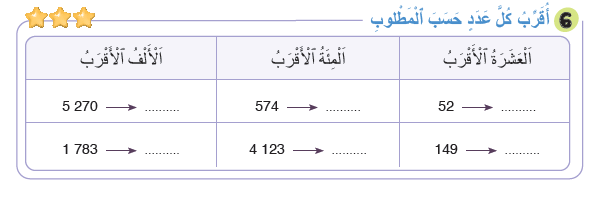 6 أُقَرِّبُ كُلَّ عَدَدٍ حَسَبَ ٱلْمَطْلوبِ
اَلْعَشَرَةُ ٱلْأَقْرَبُ اَلْمِئَةُ ٱلْأَقْرَبُ اَلْأَلْفُ ٱلْأَقْرَبُ
52 → .......... 574 → .......... 5 270 → ..........
149 → .......... 4 123 → .......... 1 783 → ..........